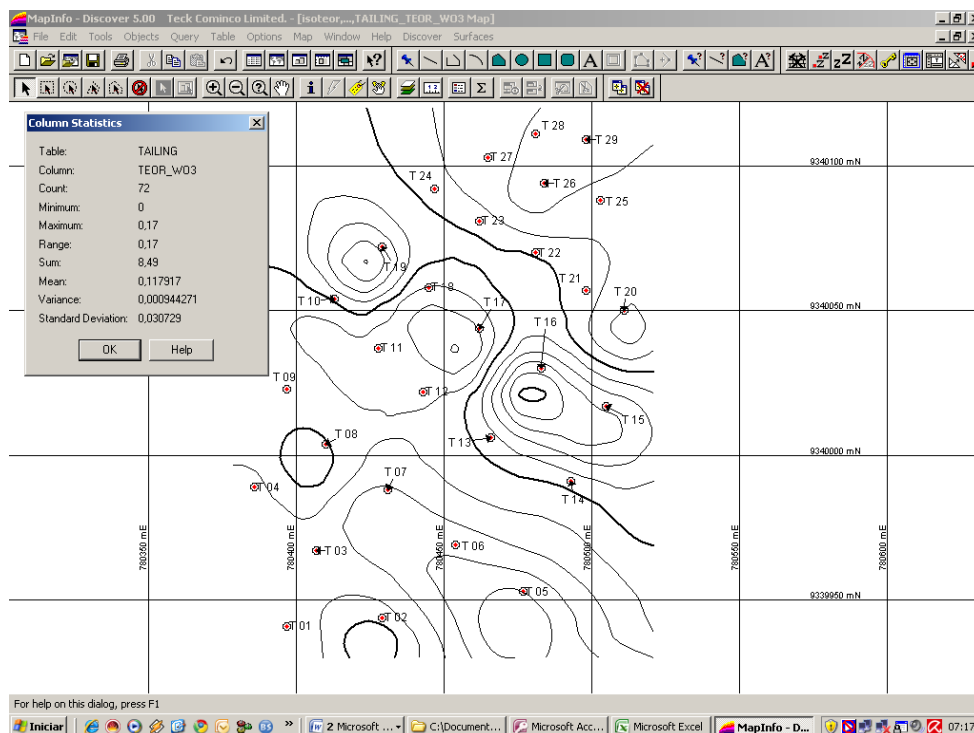 MapInfo - Discover 5.00 Teck Cominco Limited. - [isoteor,...,TAILING_TEOR_WO3 Map]
File Edit Tools Objects Query Table Options Map Window Help Discover Surfaces
Column Statistics
Table: TAILING
Column: TEOR_WO3
Count: 72
Minimum: 0
Maximum: 0,17
Range: 0,17
Sum: 8,49
Mean: 0,117917
Variance: 0,000944271
Standard Deviation: 0,030729
OK Help
T 28
T 29
T 27
9340100 mN
T 24
T 26
T 25
T 23
T 22
T 19
T 21
T 18
T 20
T 10
T 17
9340050 mN
T 16
T 11
T 09
T 12
T 15
T 08
T 13
9340000 mN
T 07
T 04
T 14
T 06
T 03
780350 mE
780400 mE
780450 mE
780500 mE
780550 mE
780600 mE
T 05
9339950 mN
T 02
T 01
For help on this dialog, press F1
Iniciar » 2 Microsoft ... C:\Document... Microsoft Acc... Microsoft Excel MapInfo - D... 07:17